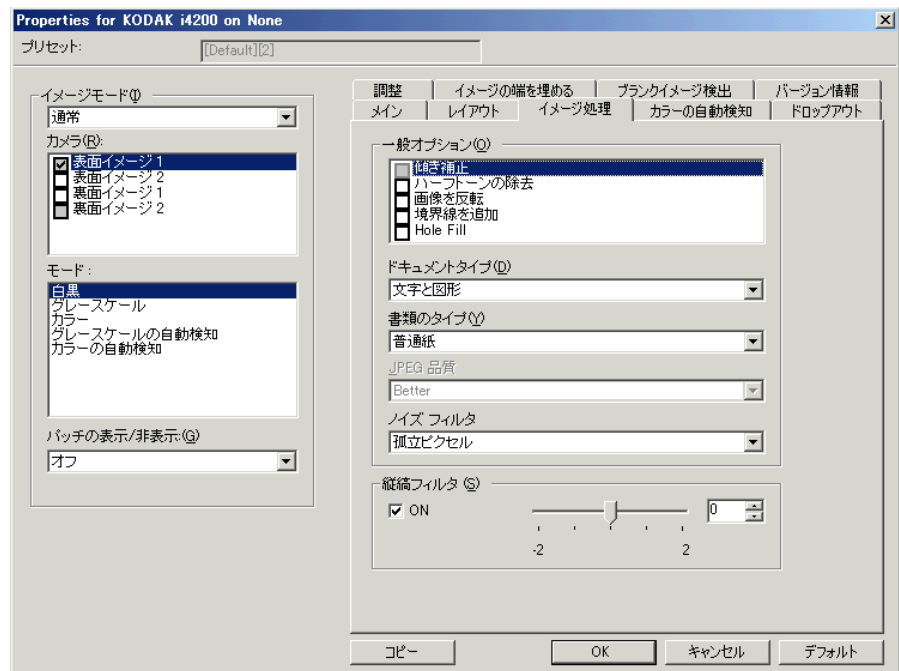 Properties for KODAK i4200 on None
プリセット:
[Default][2]
イメージモード(I)
通常
カメラ(R):
表面イメージ 1
表面イメージ 2
裏面イメージ 1
裏面イメージ 2
モード:
白黒
グレースケール
カラー
グレースケールの自動検知
カラーの自動検知
パッチの表示/非表示:(G)
オフ
調整 イメージの端を埋める ブランクイメージ検出 バージョン情報
メイン レイアウト イメージ処理 カラーの自動検知 ドロップアウト
一般オプション(O)
傾き補正
ハーフトーンの除去
画像を反転
境界線を追加
Hole Fill
ドキュメントタイプ(D)
文字と図形
書類のタイプ(Y)
普通紙
JPEG 品質
Better
ノイズ フィルタ
孤立ピクセル
縦縞フィルタ (S)
ON
0
-2 2
コピー OK キャンセル デフォルト